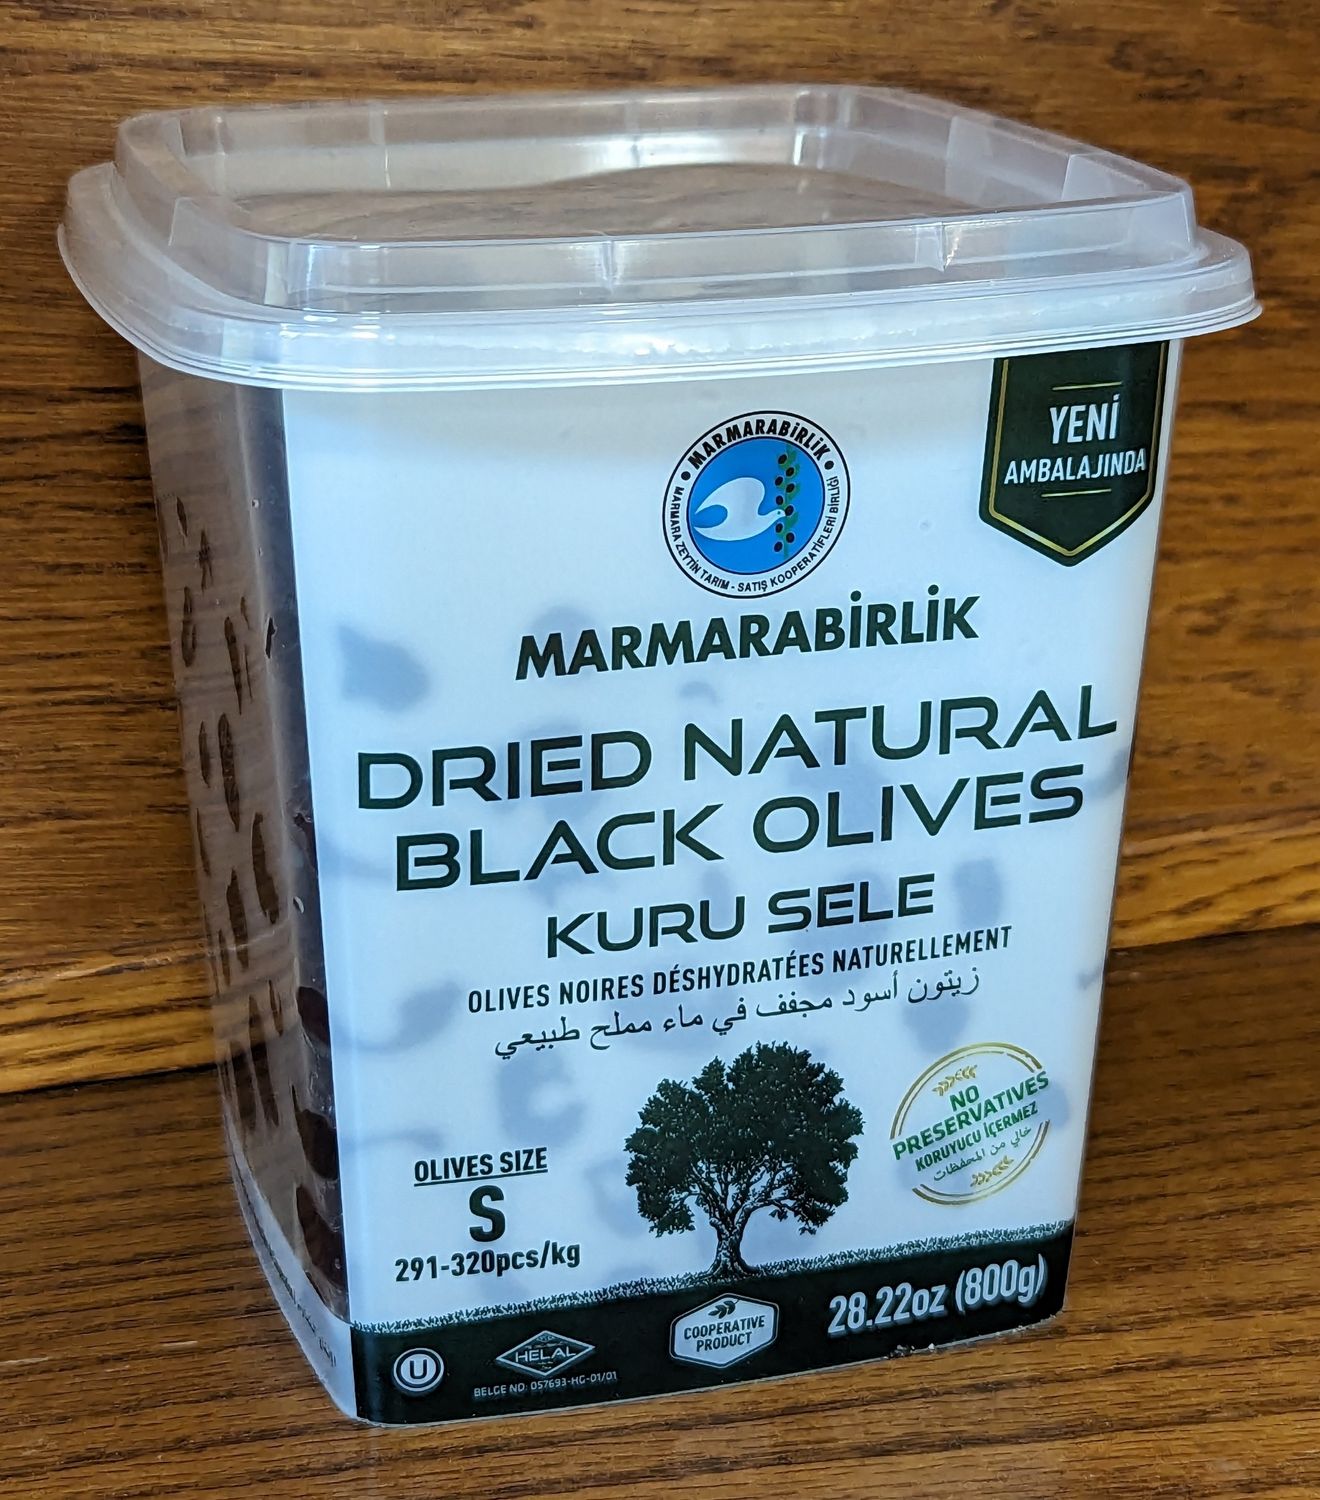 YENİ
AMBALAJINDA
MARMARABİRLİK
MARMARA ZEYTİN TARIM - SATIŞ KOOPERATİFLERİ BİRLİĞİ
MARMARABİRLİK
DRIED NATURAL
BLACK OLIVES
KURU SELE
OLIVES NOIRES DÉSHYDRATÉES NATURELLEMENT
زيتون أسود مجفف في ماء مملح طبيعي
NO
PRESERVATIVES
KORUYUCU İÇERMEZ
خالي من المحفظات
OLIVES SIZE
S
291-320pcs/kg
28.22oz (800g)
COOPERATIVE
PRODUCT
U
HELAL
BELGE NO: 057693-HG-01/01